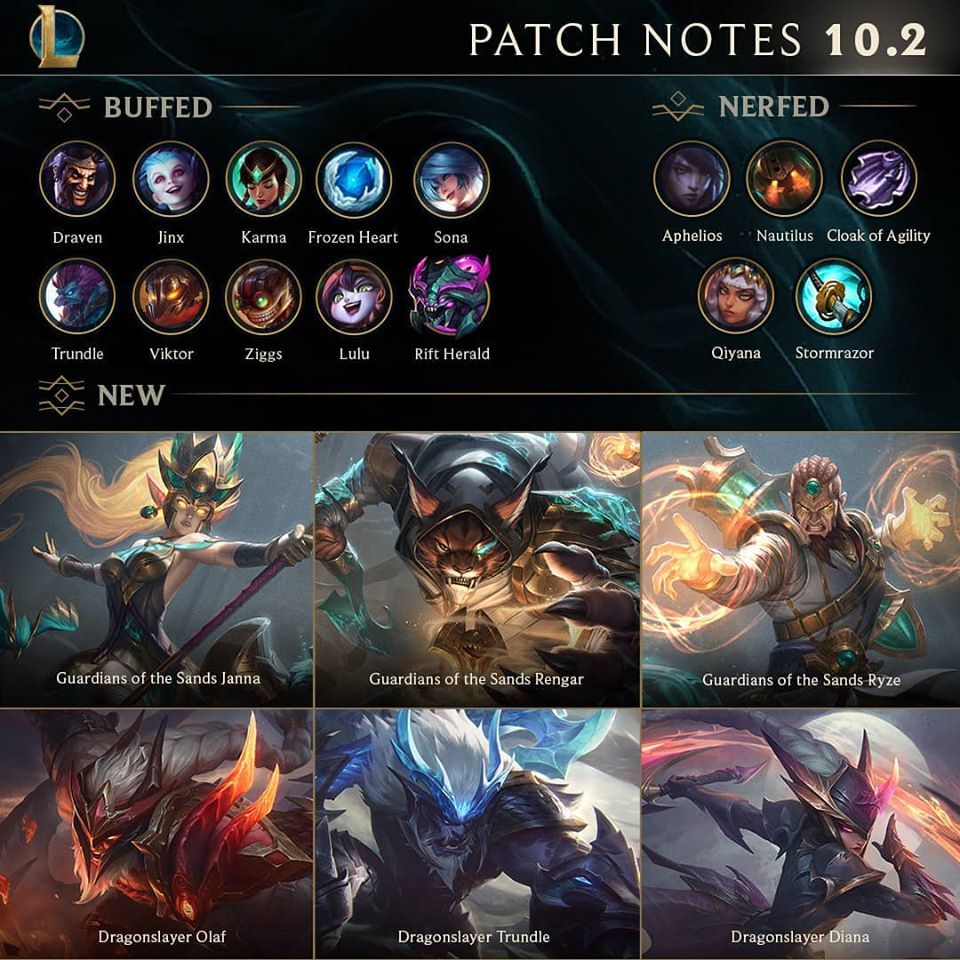 PATCH NOTES 10.2
BUFFED
NERFED
Draven Jinx Karma Frozen Heart Sona
Aphelios Nautilus Cloak of Agility
Trundle Viktor Ziggs Lulu Rift Herald
Qiyana Stormrazor
NEW
Guardians of the Sands Janna
Guardians of the Sands Rengar
Guardians of the Sands Ryze
Dragonslayer Olaf
Dragonslayer Trundle
Dragonslayer Diana